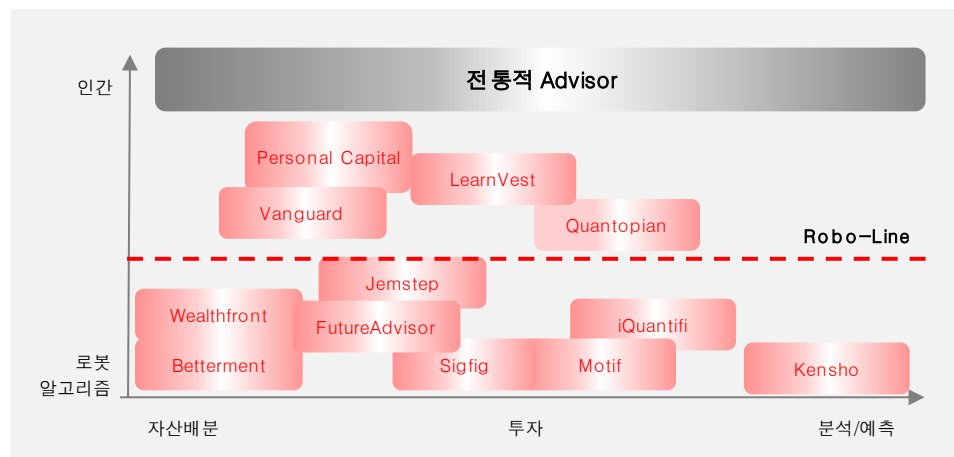 전통적 Advisor
인간
Personal Capital
LearnVest
Vanguard
Quantopian
Robo-Line
Jemstep
Wealthfront
FutureAdvisor
iQuantifi
로봇
알고리즘
Betterment
Sigfig
Motif
Kensho
자산배분
투자
분석/예측